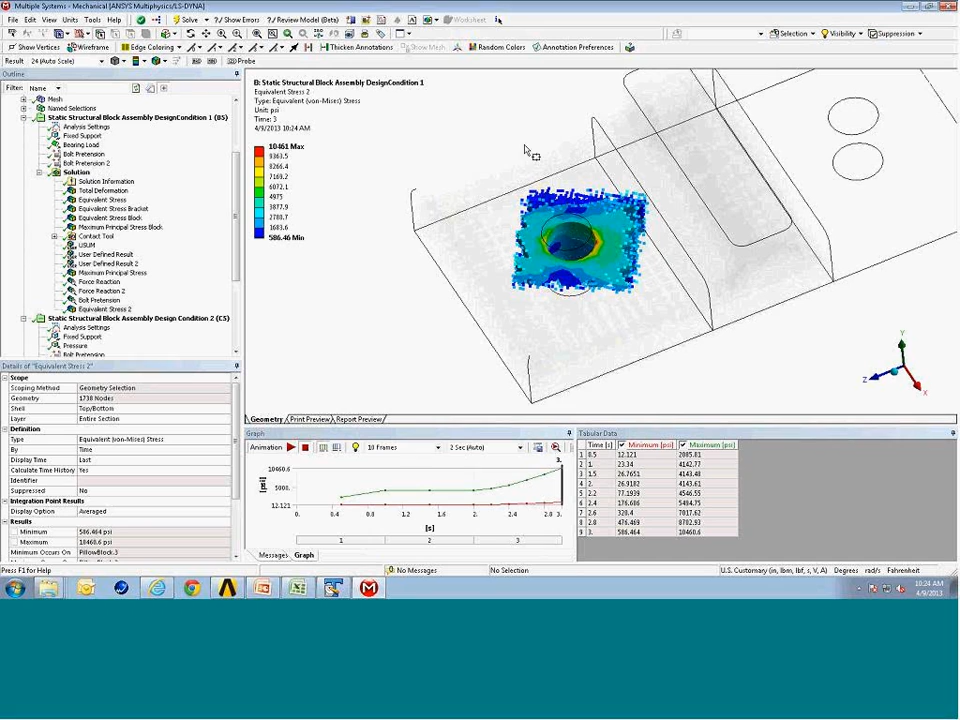 Multiple Systems - Mechanical [ANSYS Multiphysics/LS-DYNA]
File Edit View Units Tools Help Solve ?/ Show Errors ?/ Review Model (Beta) A Worksheet
Selection Visibility Suppression
Show Vertices Wireframe Edge Coloring Thicken Annotations Show Mesh Random Colors Annotation Preferences
Result 24 (Auto Scale) Probe
Outline
Filter: Name
Mesh
Named Selections
Static Structural Block Assembly DesignCondition 1 (B5)
Analysis Settings
Fixed Support
Bearing Load
Bolt Pretension
Bolt Pretension 2
Solution
Solution Information
Total Deformation
Equivalent Stress
Equivalent Stress Bracket
Equivalent Stress Block
Maximum Principal Stress Block
Contact Tool
USUM
User Defined Result
User Defined Result 2
Maximum Principal Stress
Force Reaction
Force Reaction 2
Bolt Pretension
Equivalent Stress 2
Static Structural Block Assembly Design Condition 2 (C5)
Analysis Settings
Fixed Support
Pressure
Bolt Pretension
B: Static Structural Block Assembly DesignCondition 1
Equivalent Stress 2
Type: Equivalent (von-Mises) Stress
Unit: psi
Time: 3
4/9/2013 10:24 AM
10461 Max
9363.5
8266.4
7169.2
6072.1
4975
3877.9
2780.7
1683.6
586.46 Min
Y
Z
X
Geometry Print Preview Report Preview
Details of "Equivalent Stress 2"
Scope
Scoping Method Geometry Selection
Geometry 1738 Nodes
Shell Top/Bottom
Layer Entire Section
Definition
Type Equivalent (von-Mises) Stress
By Time
Display Time Last
Calculate Time History Yes
Identifier
Suppressed No
Integration Point Results
Display Option Averaged
Results
Minimum 586.464 psi
Maximum 10460.6 psi
Minimum Occurs On PillowBlock.3
Graph
Animation 10 Frames 2 Sec (Auto)
3.
10460.6
5000.
12.121
[psi]
0. 0.4 0.8 1.2 1.6 2. 2.4 2.8 3.
[s]
1 2 3
Messages Graph
Tabular Data
Time [s] Minimum [psi] Maximum [psi]
1 0.5 12.121 2085.81
2 1. 23.34 4142.77
3 1.5 26.7651 4143.48
4 2. 26.9182 4143.61
5 2.2 77.1939 4546.55
6 2.4 176.606 5484.75
7 2.6 320.4 7017.62
8 2.8 476.469 8702.93
9 3. 586.464 10460.6
Press F1 for Help No Messages No Selection U.S. Customary (in, lbm, lbf, s, V, A) Degrees rad/s Fahrenheit
10:24 AM
4/9/2013